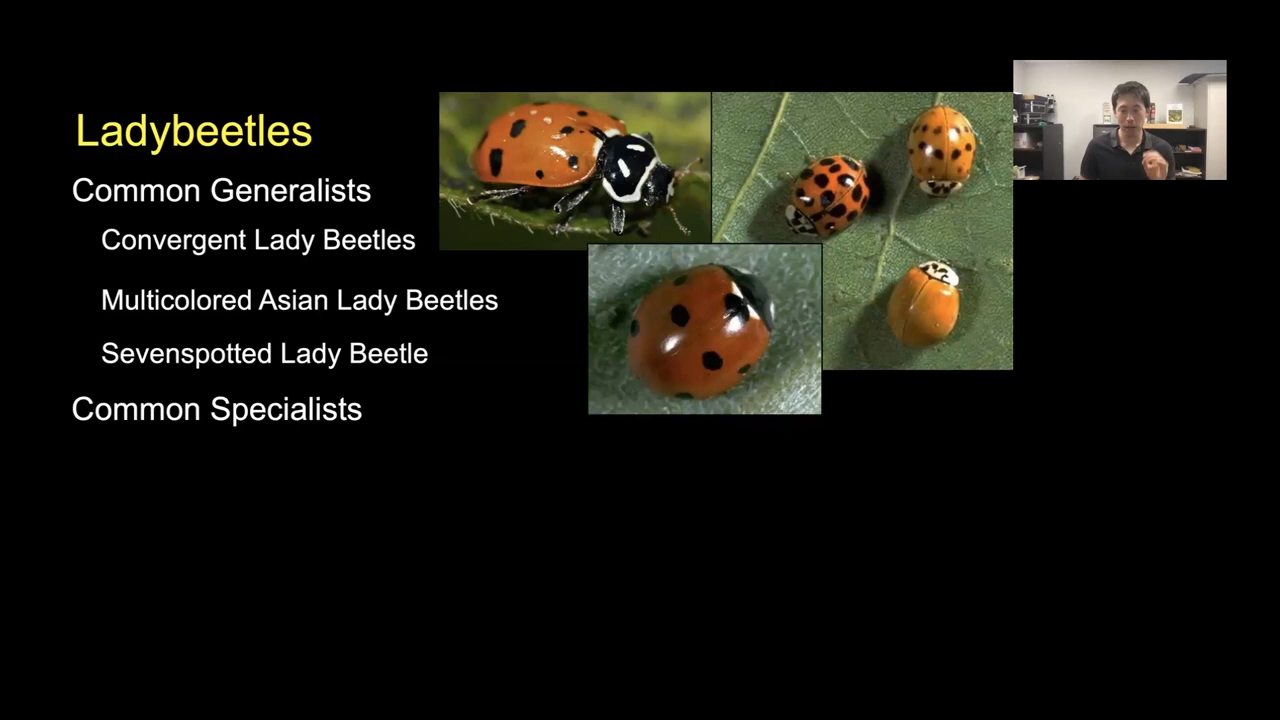 Ladybeetles
Common Generalists
Convergent Lady Beetles
Multicolored Asian Lady Beetles
Sevenspotted Lady Beetle
Common Specialists